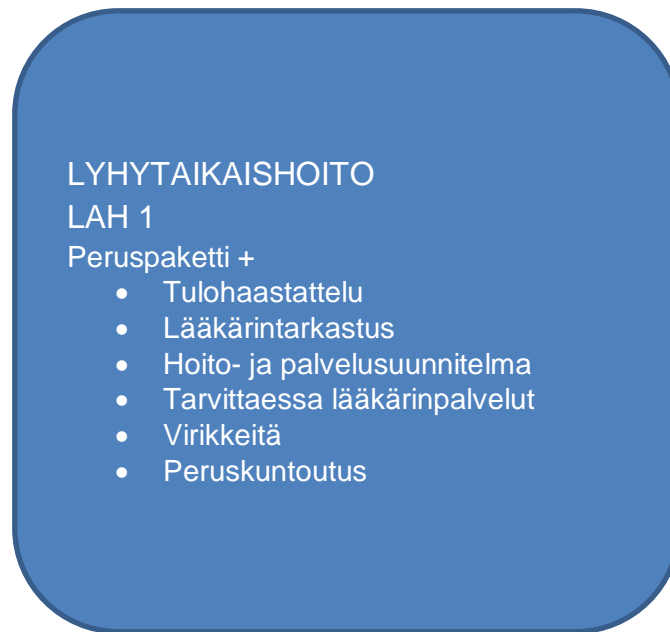 LYHYTAIKAISHOITO
LAH 1
Peruspaketti +
• Tulohaastattelu
• Lääkärintarkastus
• Hoito- ja palvelusuunnitelma
• Tarvittaessa lääkärinpalvelut
• Virikkeitä
• Peruskuntoutus